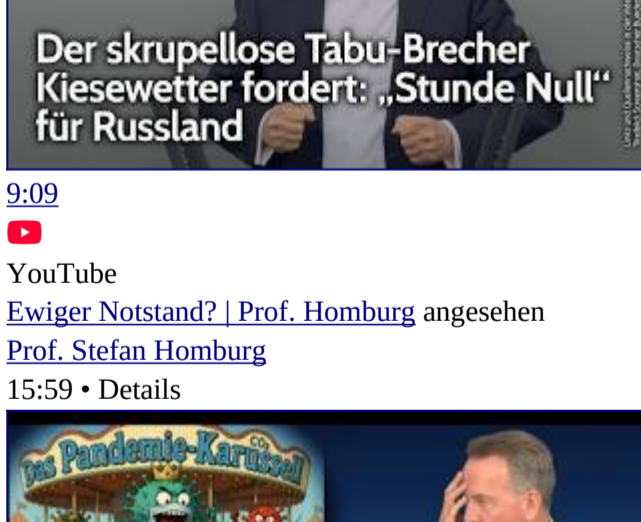 Der skrupellose Tabu-Brecher
Kiesewetter fordert: „Stunde Null“
für Russland
9:09
YouTube
Ewiger Notstand? | Prof. Homburg angesehen
Prof. Stefan Homburg
15:59 • Details
Das Pandemie-Karussell
CO₂